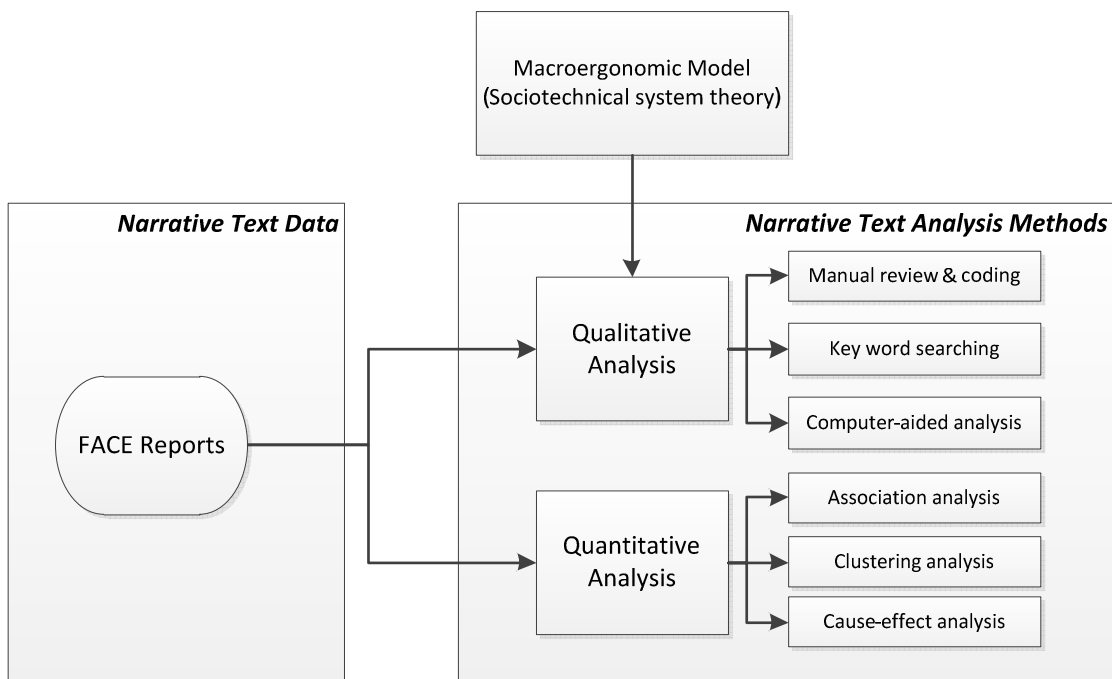 Macroergonomic Model
(Sociotechnical system theory)
Narrative Text Data
Narrative Text Analysis Methods
FACE Reports
Qualitative
Analysis
Manual review & coding
Key word searching
Computer-aided analysis
Quantitative
Analysis
Association analysis
Clustering analysis
Cause-effect analysis